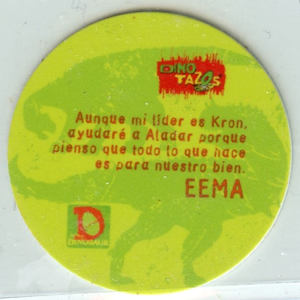 DINO
TAZOS
Aunque mi líder es Kron,
ayudaré a Aladar porque
pienso que todo lo que hace
es para nuestro bien.
EEMA
D
DINOSAUR